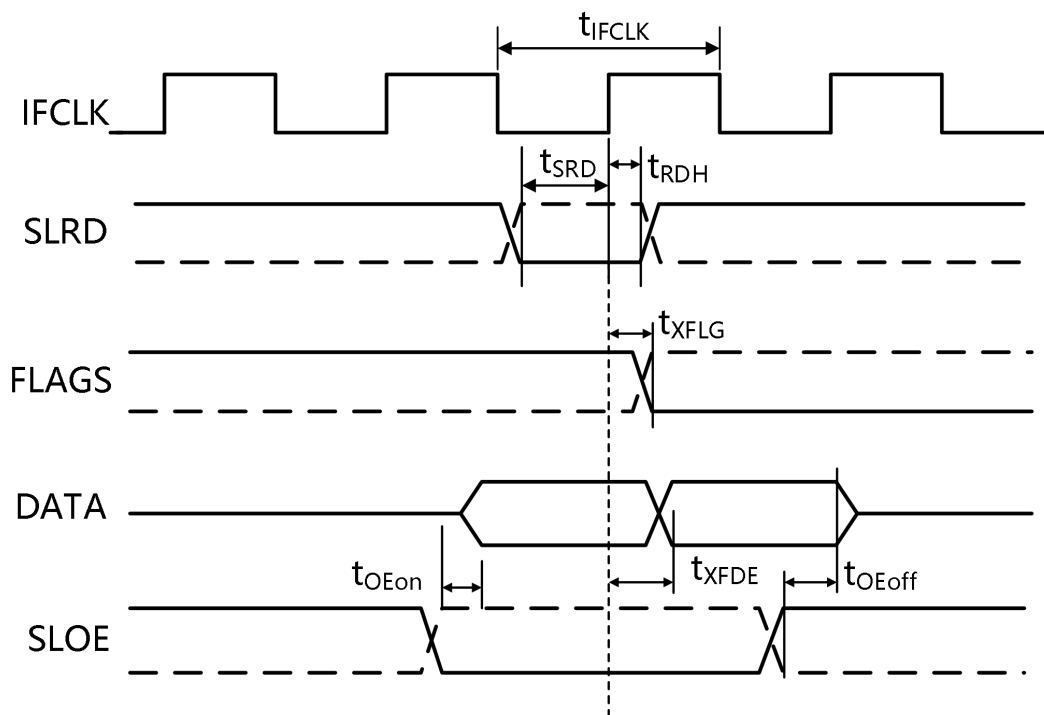 tIFCLK
IFCLK
tSRD
tRDH
SLRD
tXFLG
FLAGS
DATA
tOEon
tXFDE
tOEoff
SLOE